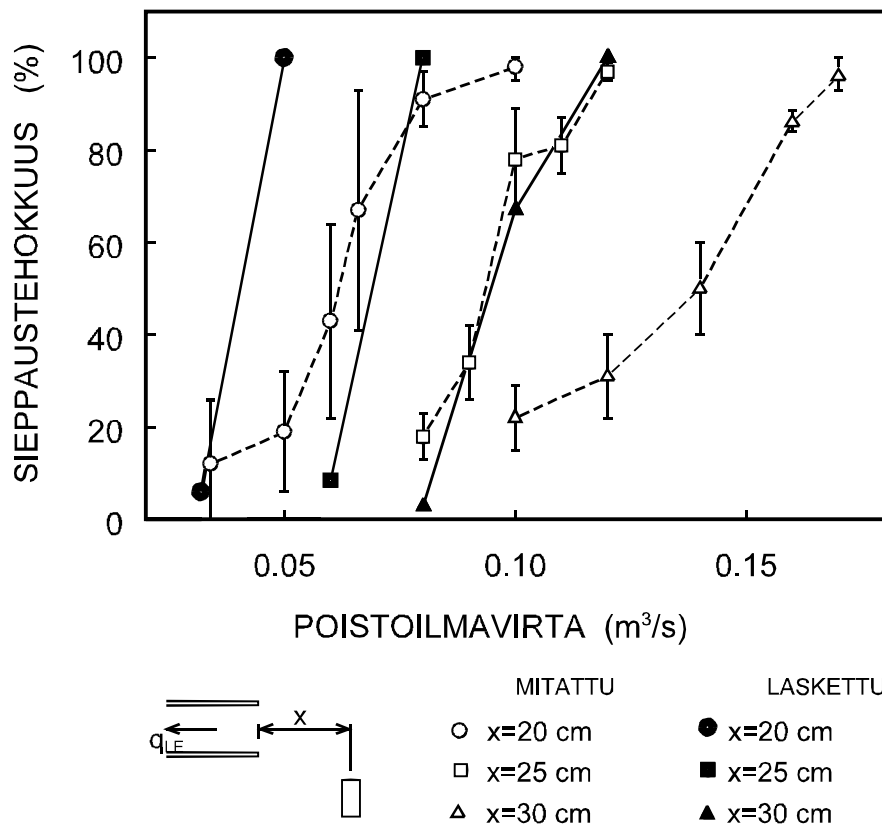 SIEPPAUSTEHOKKUUS (%)
100
80
60
40
20
0
0.05 0.10 0.15
POISTOILMAVIRTA (m³/s)
MITATTU LASKETTU
x=20 cm x=20 cm
x=25 cm x=25 cm
x=30 cm x=30 cm
x
qLE